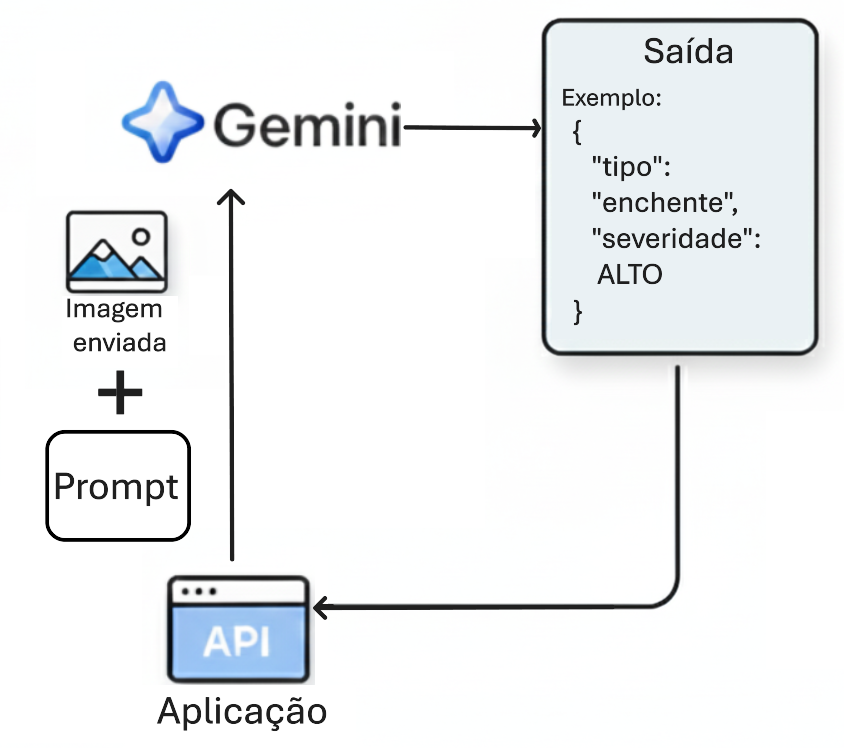 Gemini
Saída
Exemplo:
{
"tipo":
"enchente",
"severidade":
ALTO
}
Imagem
enviada
+
Prompt
API
Aplicação